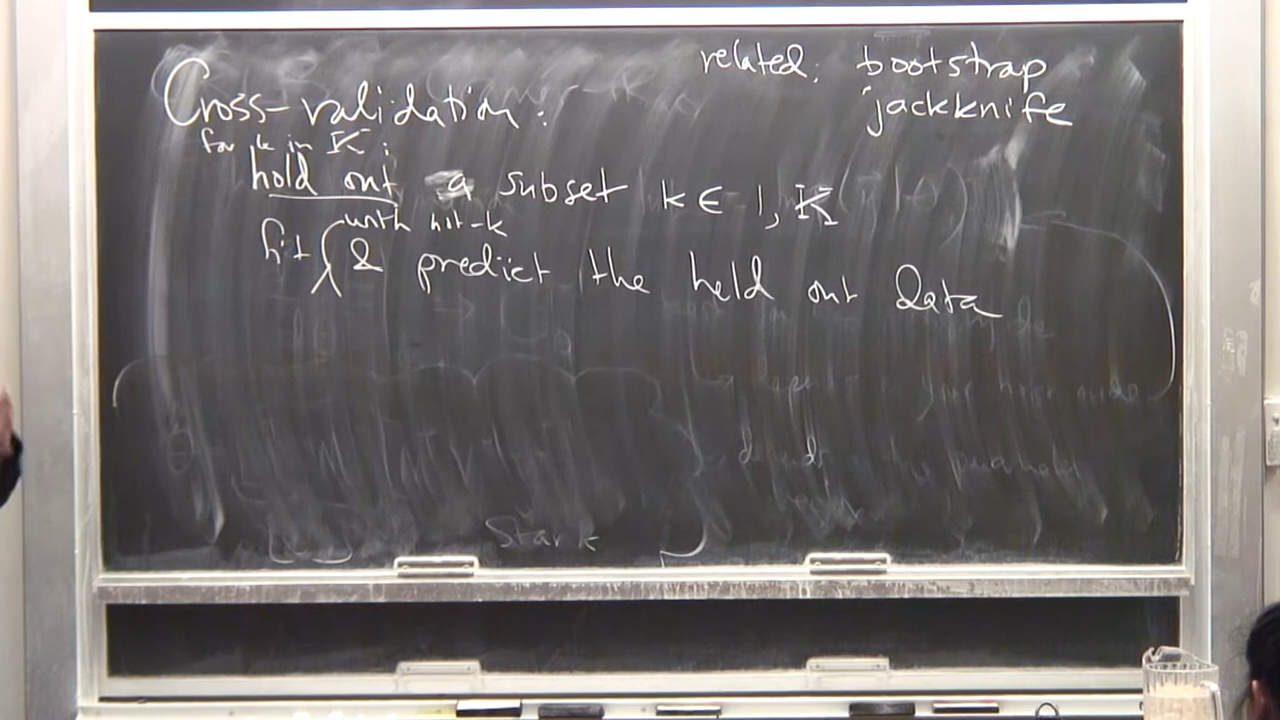 related: bootstrap
jackknife
Cross-validation:
for k in K:
hold out a subset k ∈ 1, K
with not-k
fit & predict the held out data
Stark